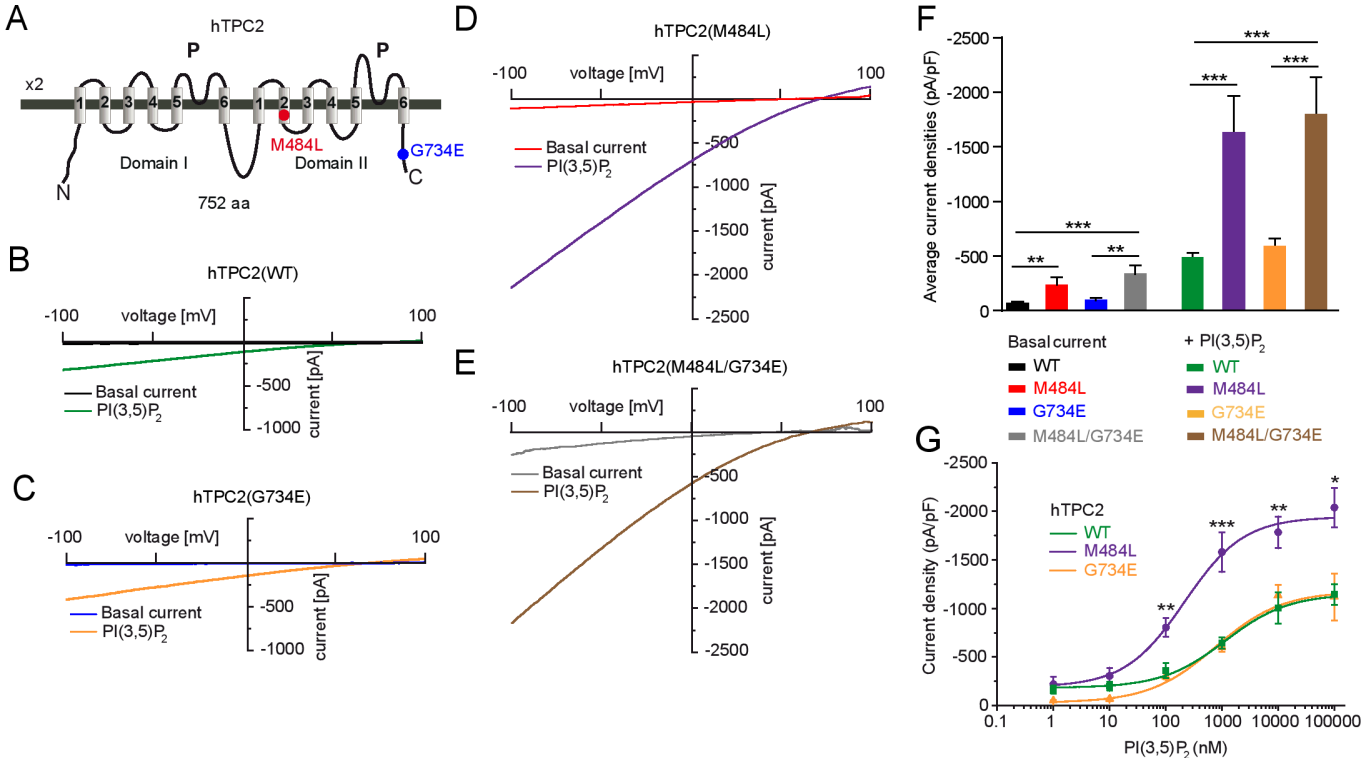 A
hTPC2
P
P
x2
1
2
3
4
5
6
1
2
3
4
5
6
M484L
G734E
Domain I
Domain II
N
C
752 aa
B
hTPC2(WT)
-100
voltage [mV]
100
Basal current
PI(3,5)P2
-500
-1000
current [pA]
C
hTPC2(G734E)
-100
voltage [mV]
100
Basal current
PI(3,5)P2
-500
-1000
current [pA]
D
hTPC2(M484L)
-100
voltage [mV]
100
Basal current
PI(3,5)P2
-500
-1000
-1500
-2000
-2500
current [pA]
E
hTPC2(M484L/G734E)
-100
voltage [mV]
100
Basal current
PI(3,5)P2
-500
-1000
-1500
-2000
-2500
current [pA]
F
Average current densities (pA/pF)
-2500
-2000
-1500
-1000
-500
0
***
**
**
***
***
***
Basal current
WT
M484L
G734E
M484L/G734E
+ PI(3,5)P2
WT
M484L
G734E
M484L/G734E
G
Current density (pA/pF)
-2500
-2000
-1500
-1000
-500
0
hTPC2
WT
M484L
G734E
**
***
**
*
0.1
1
10
100
1000
10000
100000
PI(3,5)P2 (nM)